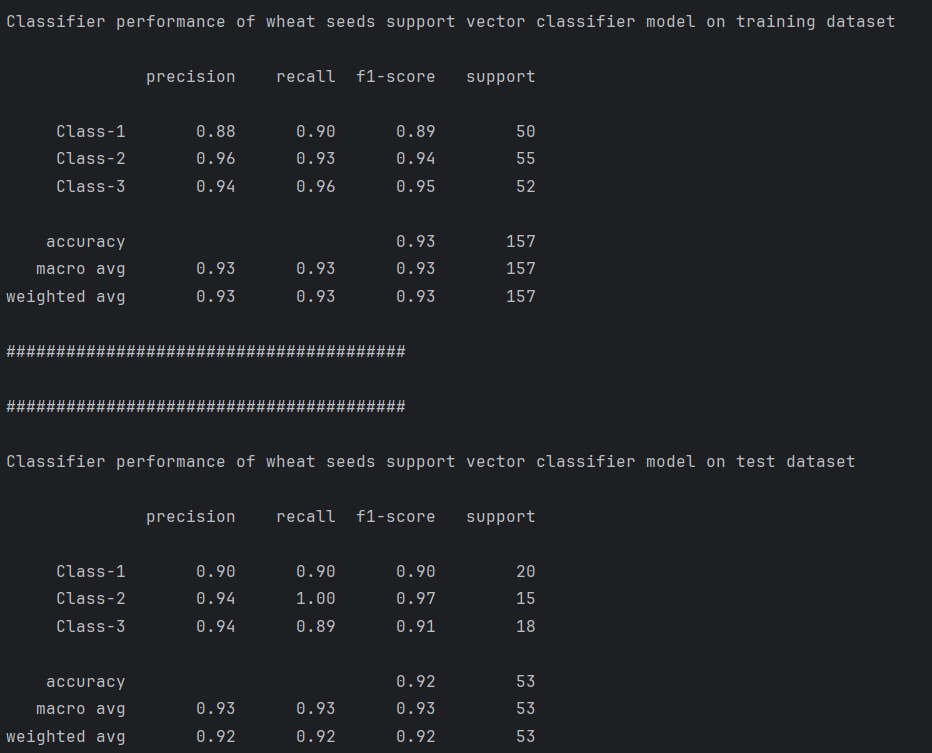 Classifier performance of wheat seeds support vector classifier model on training dataset
precision recall f1-score support
Class-1 0.88 0.90 0.89 50
Class-2 0.96 0.93 0.94 55
Class-3 0.94 0.96 0.95 52
accuracy 0.93 157
macro avg 0.93 0.93 0.93 157
weighted avg 0.93 0.93 0.93 157
########################################
########################################
Classifier performance of wheat seeds support vector classifier model on test dataset
precision recall f1-score support
Class-1 0.90 0.90 0.90 20
Class-2 0.94 1.00 0.97 15
Class-3 0.94 0.89 0.91 18
accuracy 0.92 53
macro avg 0.93 0.93 0.93 53
weighted avg 0.92 0.92 0.92 53